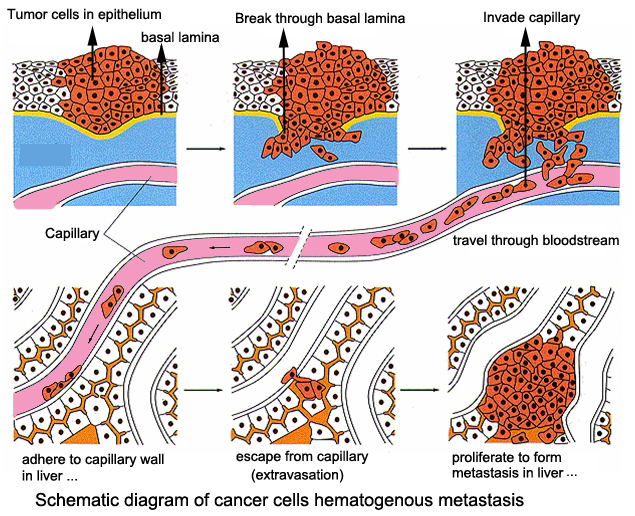 Tumor cells in epithelium
basal lamina
Break through basal lamina
Invade capillary
Capillary
travel through bloodstream
adhere to capillary wall
in liver ...
escape from capillary
(extravasation)
proliferate to form
metastasis in liver ...
Schematic diagram of cancer cells hematogenous metastasis